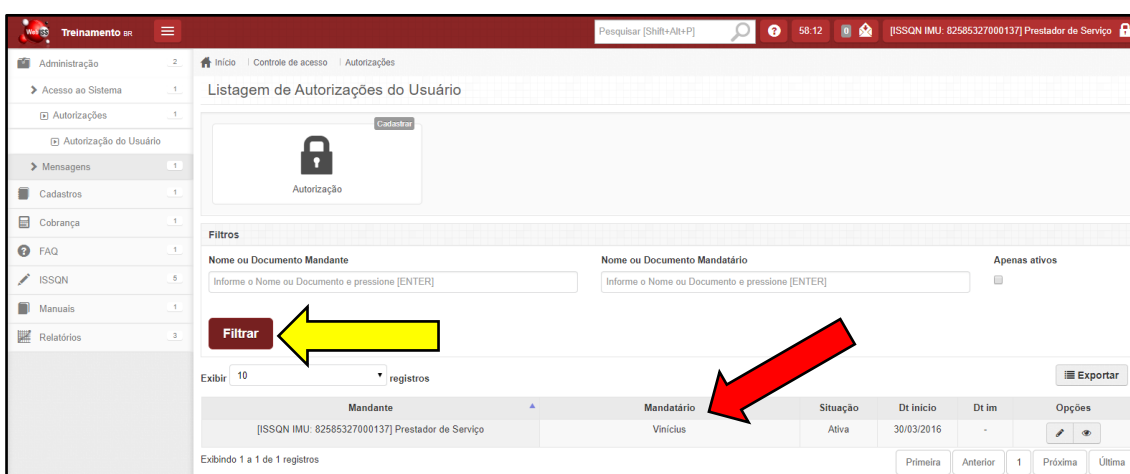 Web ISS Treinamento BR Pesquisar [Shift+Alt+P] 58:12 0 [ISSQN IMU: 82585327000137] Prestador de Serviço
Administração 2
Acesso ao Sistema 1
Autorizações 1
Autorização do Usuário
Mensagens 1
Cadastros 1
Cobrança 1
FAQ 1
ISSQN 5
Manuais 1
Relatórios 3
Início Controle de acesso Autorizações
Listagem de Autorizações do Usuário
Cadastrar
Autorização
Filtros
Nome ou Documento Mandante Nome ou Documento Mandatário Apenas ativos
Informe o Nome ou Documento e pressione [ENTER] Informe o Nome ou Documento e pressione [ENTER]
Filtrar
Exibir 10 registros Exportar
Mandante Mandatário Situação Dt início Dt im Opções
[ISSQN IMU: 82585327000137] Prestador de Serviço Vinícius Ativa 30/03/2016 -
Exibindo 1 a 1 de 1 registros Primeira Anterior 1 Próxima Última